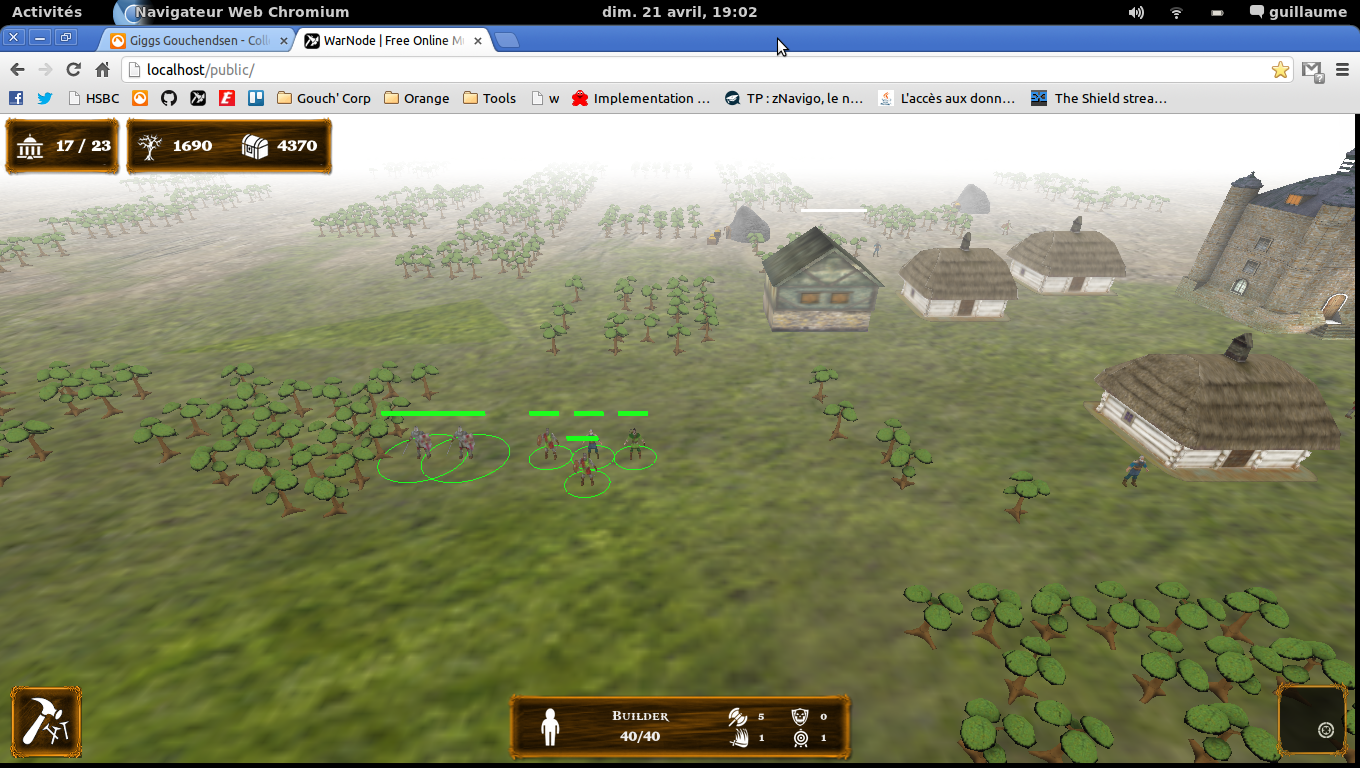 Activités Navigateur Web Chromium dim. 21 avril, 19:02 guillaume
Giggs Gouchendsen - Coll WarNode | Free Online M
localhost/public/
HSBC Gouch' Corp Orange Tools w Implementation ... TP : zNavigo, le n... L'accès aux donn... The Shield strea...
17 / 23 1690 4370
Builder 5 0
40/40 1 1